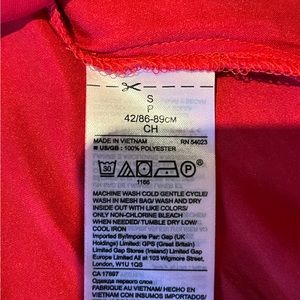 S
P
42/86-89CM
CH
MADE IN VIETNAM RN 54023
US/GB : 100% POLYESTER
30
P
1166
MACHINE WASH COLD GENTLE CYCLE/
WASH IN MESH BAG/ WASH AND DRY
INSIDE OUT WITH LIKE COLORS/
ONLY NON-CHLORINE BLEACH
WHEN NEEDED/ TUMBLE DRY LOW/
COOL IRON
Imported By/Importé Par: Gap (UK
Holdings) Limited: GPS (Great Britain)
Limited Gap Stores (Ireland) Limited
Europe Limited All at 103 Wigmore Street,
London, W1U 1QS
CA 17897
FABRIQUÉ AU VIETNAM/ HECHO EN
VIETNAM CON INSUMOS IMPORTADOS/